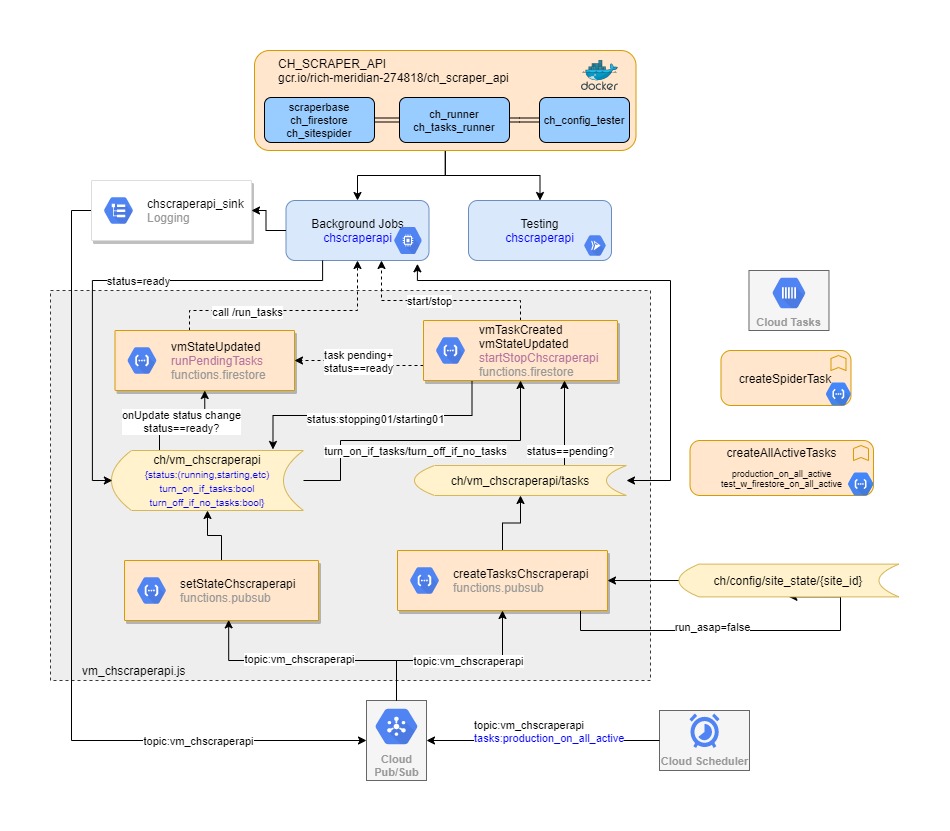 CH_SCRAPER_API
gcr.io/rich-meridian-274818/ch_scraper_api
docker
scraperbase
ch_firestore
ch_sitespider
ch_runner
ch_tasks_runner
ch_config_tester
chscraperapi_sink
Logging
Background Jobs
chscraperapi
Testing
chscraperapi
status=ready
call /run_tasks
start/stop
Cloud Tasks
vmStateUpdated
runPendingTasks
functions.firestore
task pending+
status==ready
vmTaskCreated
vmStateUpdated
startStopChscraperapi
functions.firestore
createSpiderTask
onUpdate status change
status==ready?
status:stopping01/starting01
turn_on_if_tasks/turn_off_if_no_tasks
status==pending?
createAllActiveTasks
production_on_all_active
test_w_firestore_on_all_active
ch/vm_chscraperapi
{status:(running,starting,etc)
turn_on_if_tasks:bool
turn_off_if_no_tasks:bool}
ch/vm_chscraperapi/tasks
setStateChscraperapi
functions.pubsub
createTasksChscraperapi
functions.pubsub
ch/config/site_state/{site_id}
run_asap=false
topic:vm_chscraperapi
topic:vm_chscraperapi
vm_chscraperapi.js
topic:vm_chscraperapi
Cloud
Pub/Sub
topic:vm_chscraperapi
tasks:production_on_all_active
Cloud Scheduler